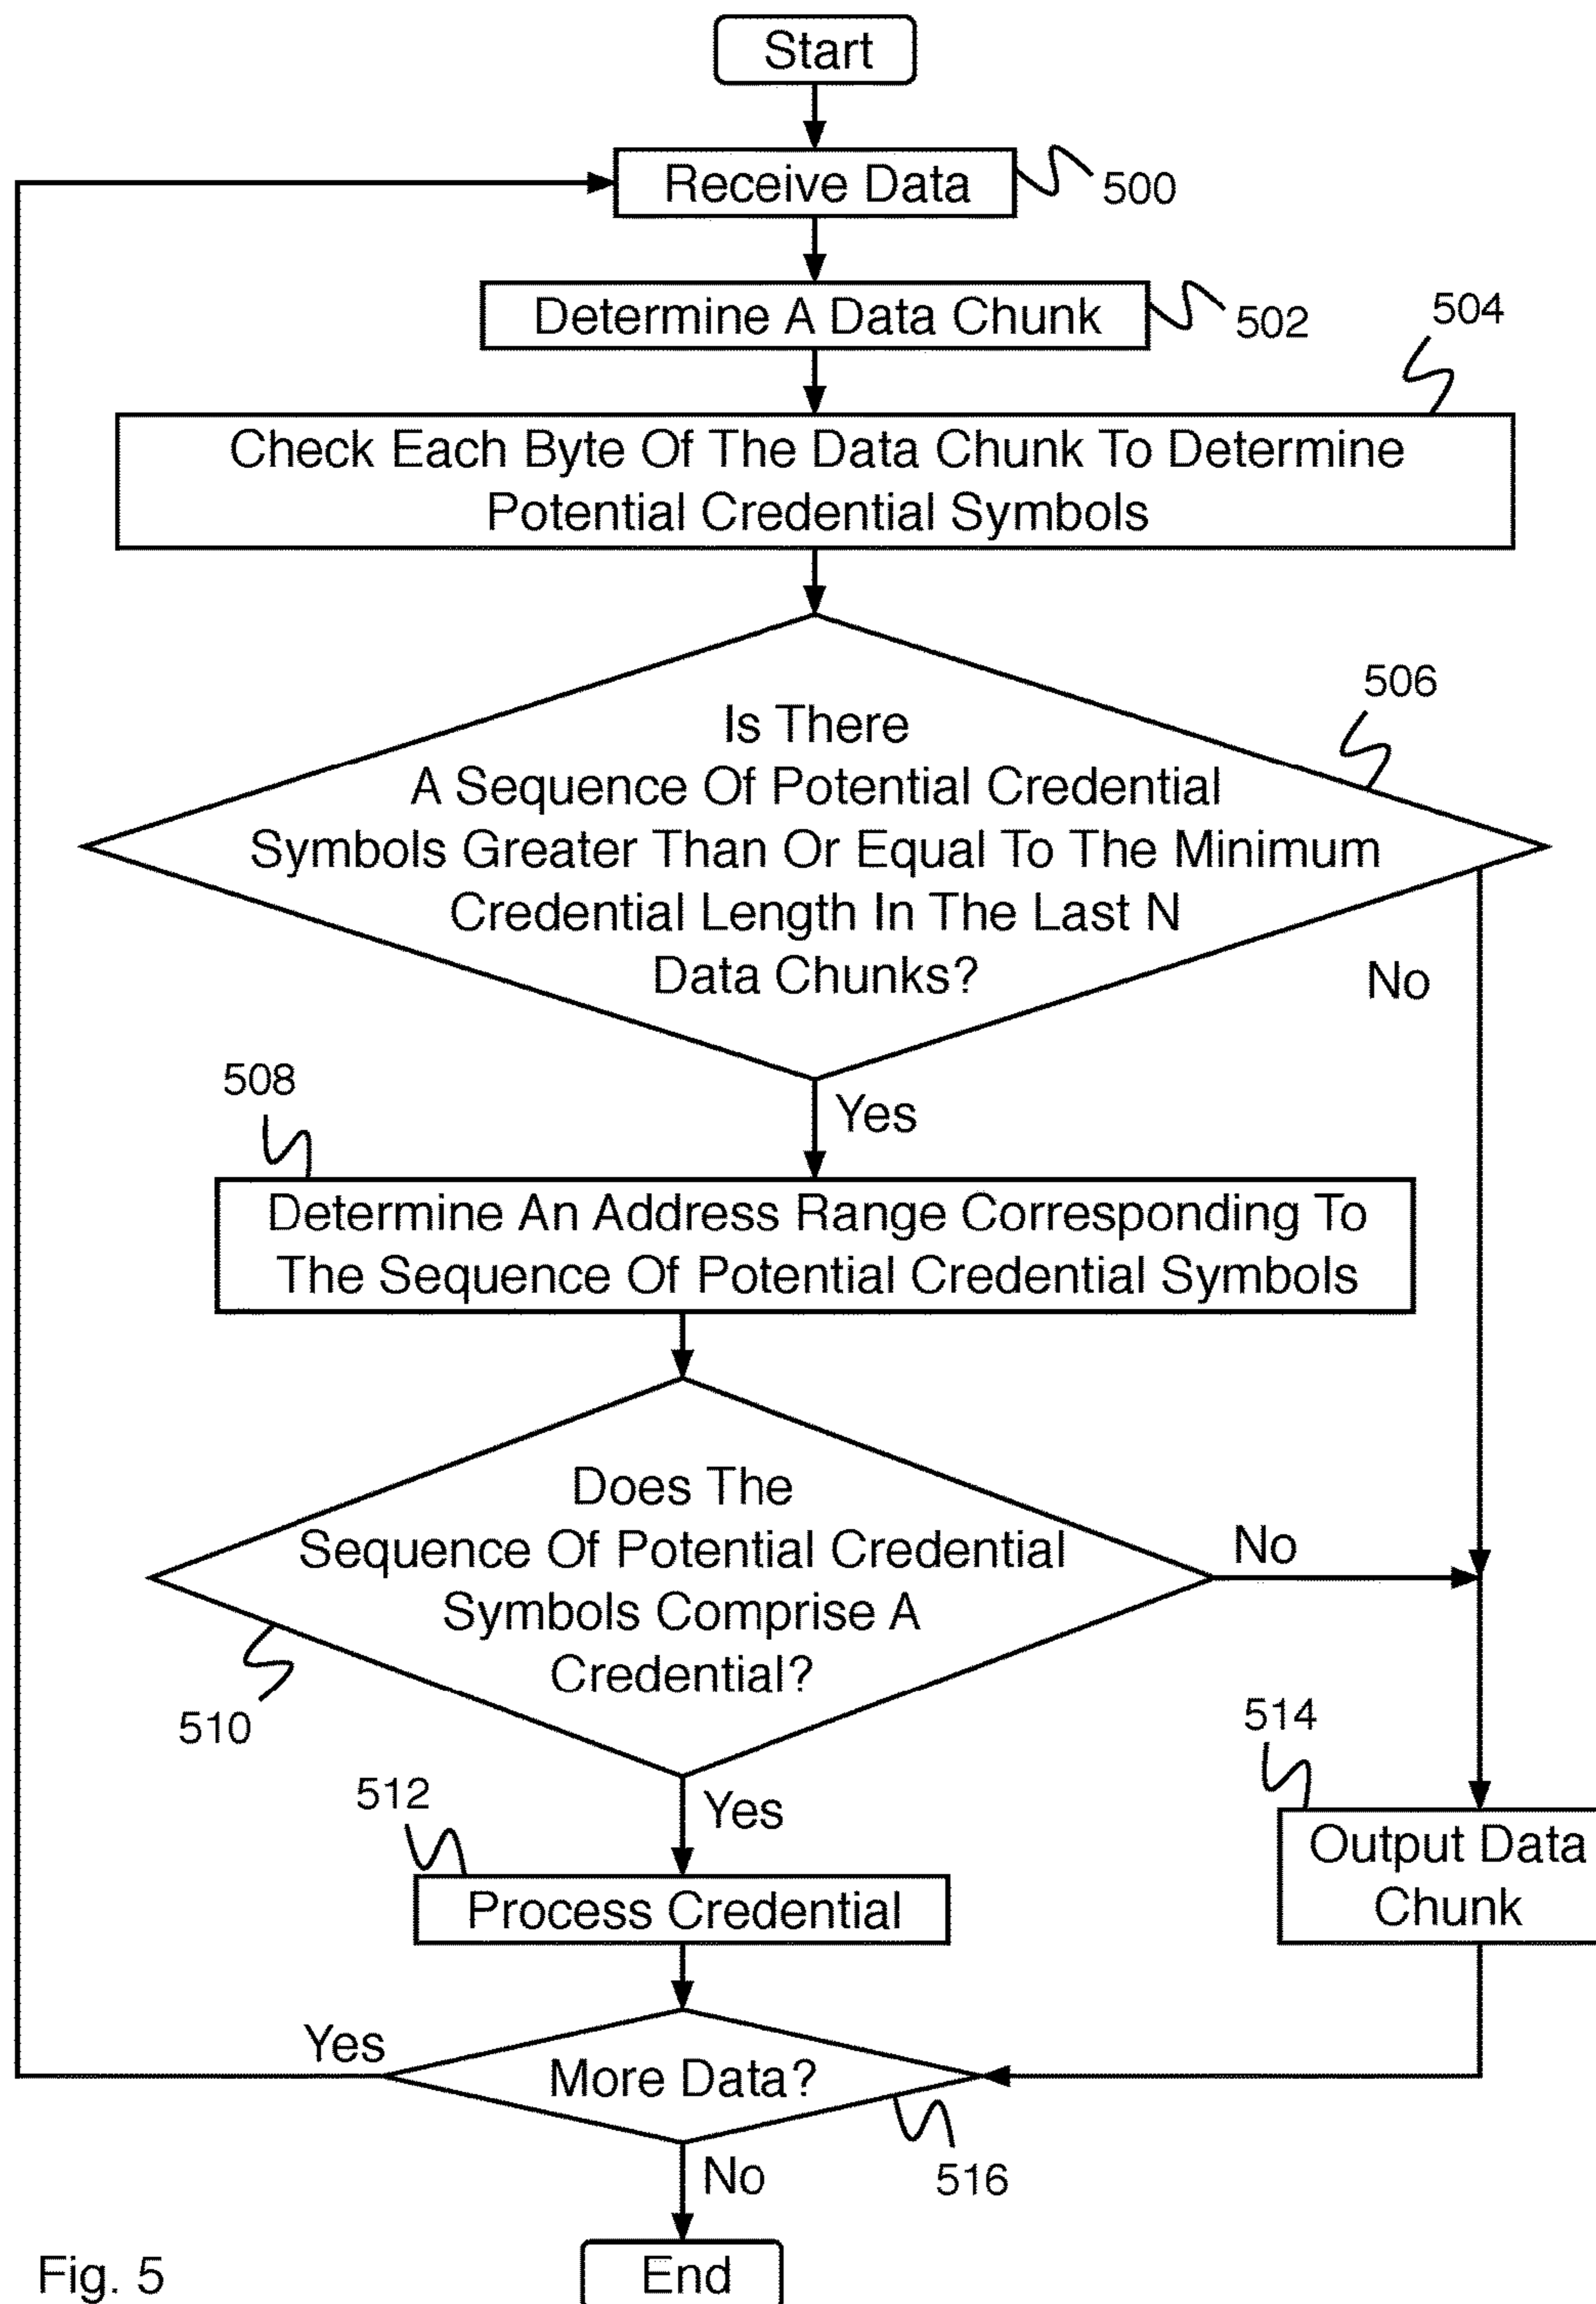 Start
Receive Data
500
Determine A Data Chunk
502
504
Check Each Byte Of The Data Chunk To Determine
Potential Credential Symbols
506
Is There
A Sequence Of Potential Credential
Symbols Greater Than Or Equal To The Minimum
Credential Length In The Last N
Data Chunks?
No
508
Yes
Determine An Address Range Corresponding To
The Sequence Of Potential Credential Symbols
Does The
Sequence Of Potential Credential
Symbols Comprise A
Credential?
No
510
514
512
Yes
Output Data
Chunk
Process Credential
Yes
More Data?
516
No
End
Fig. 5